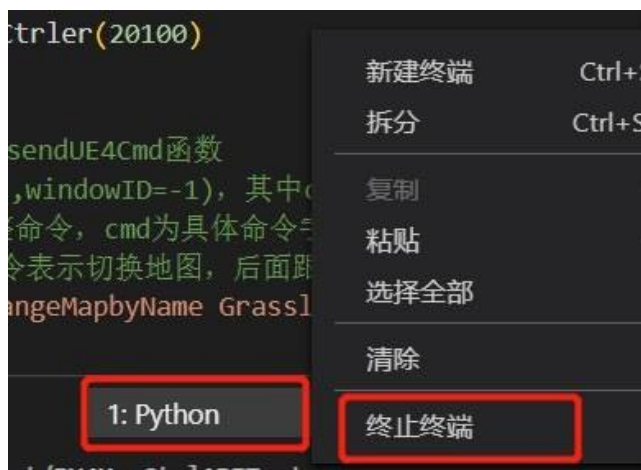 Ctrler(20100)
sendUE4Cmd函数
,windowID=-1), 其中
命令, cmd为具体命令
令表示切换地图, 后面跟
angeMapbyName Grassl
新建终端 Ctrl+
拆分 Ctrl+S
复制
粘贴
选择全部
清除
1: Python
终止终端